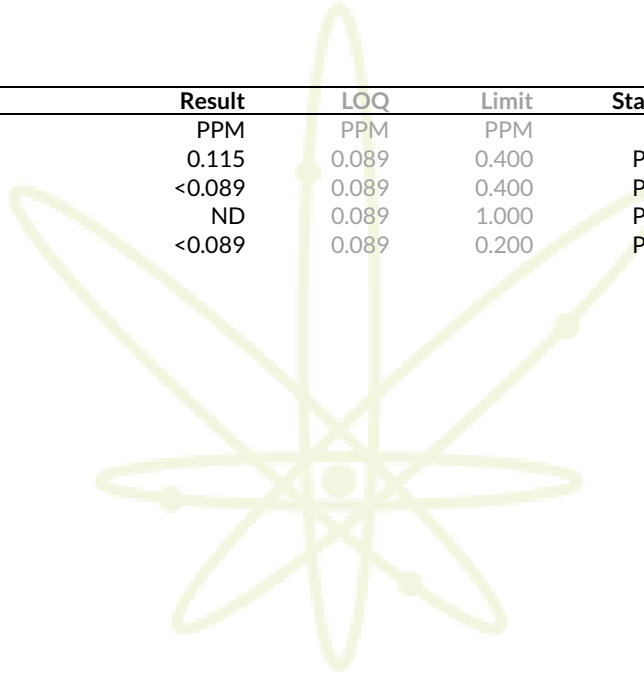 Result LOQ Limit Sta
PPM PPM PPM
0.115 0.089 0.400 P
<0.089 0.089 0.400 P
ND 0.089 1.000 P
<0.089 0.089 0.200 P